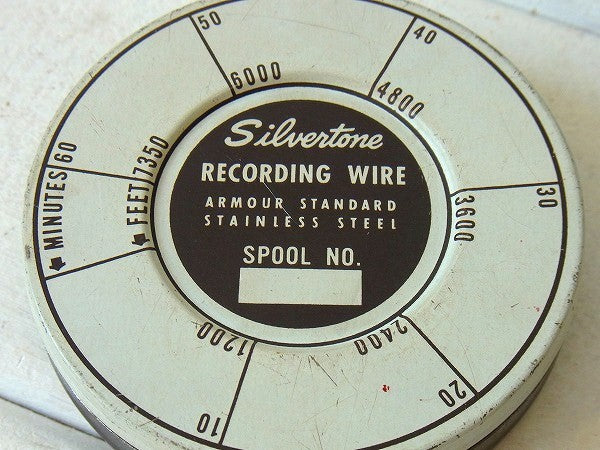 Silvertone
RECORDING WIRE
ARMOUR STANDARD
STAINLESS STEEL
SPOOL NO.
MINUTES 60
50
40
30
20
10
FEET 7350
6000
4800
3600
2400
1200